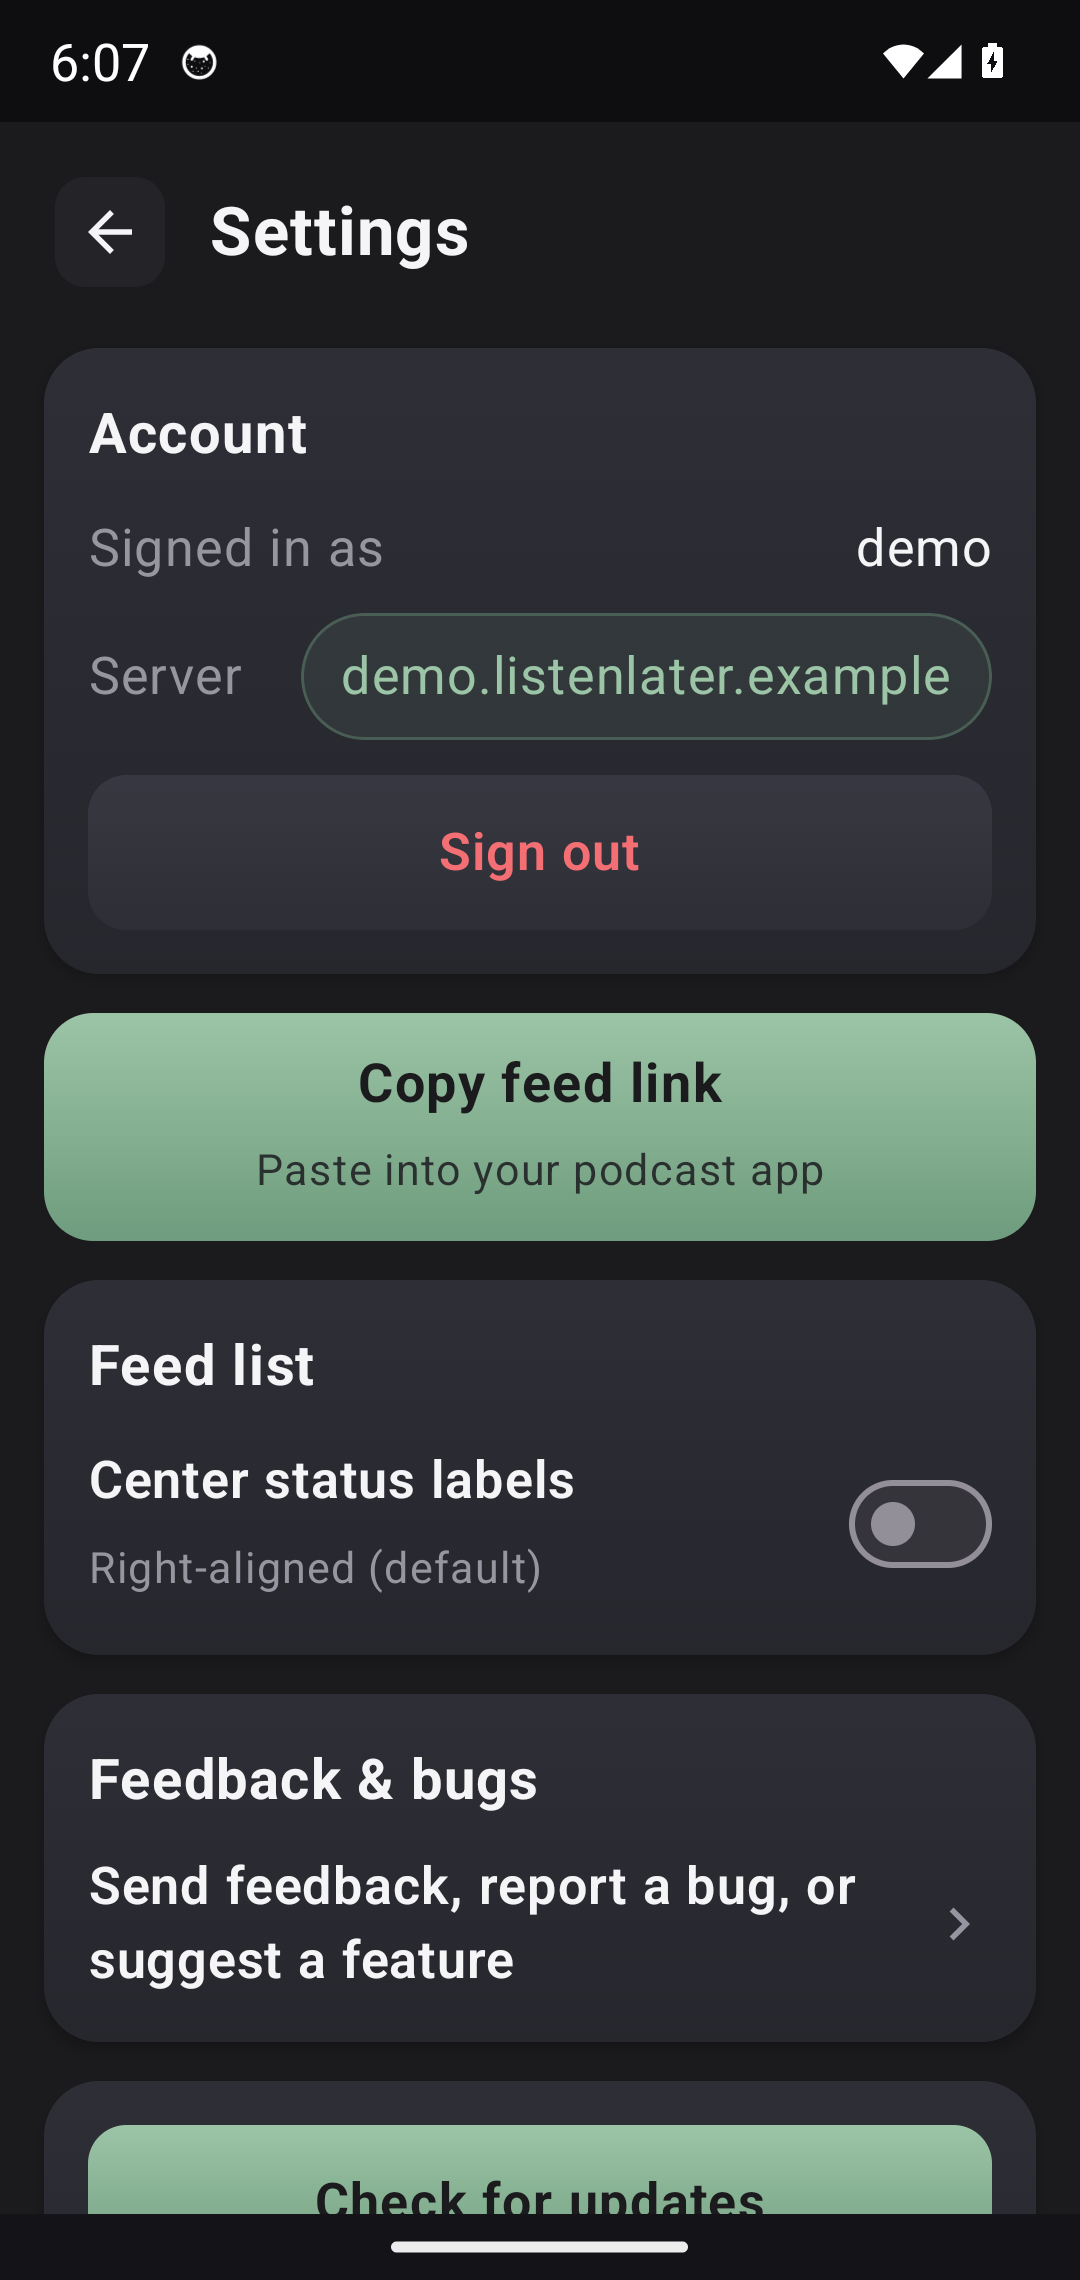 6:07
Settings
Account
Signed in as
demo
Server
demo.listenlater.example
Sign out
Copy feed link
Paste into your podcast app
Feed list
Center status labels
Right-aligned (default)
Feedback & bugs
Send feedback, report a bug, or
suggest a feature
Check for updates